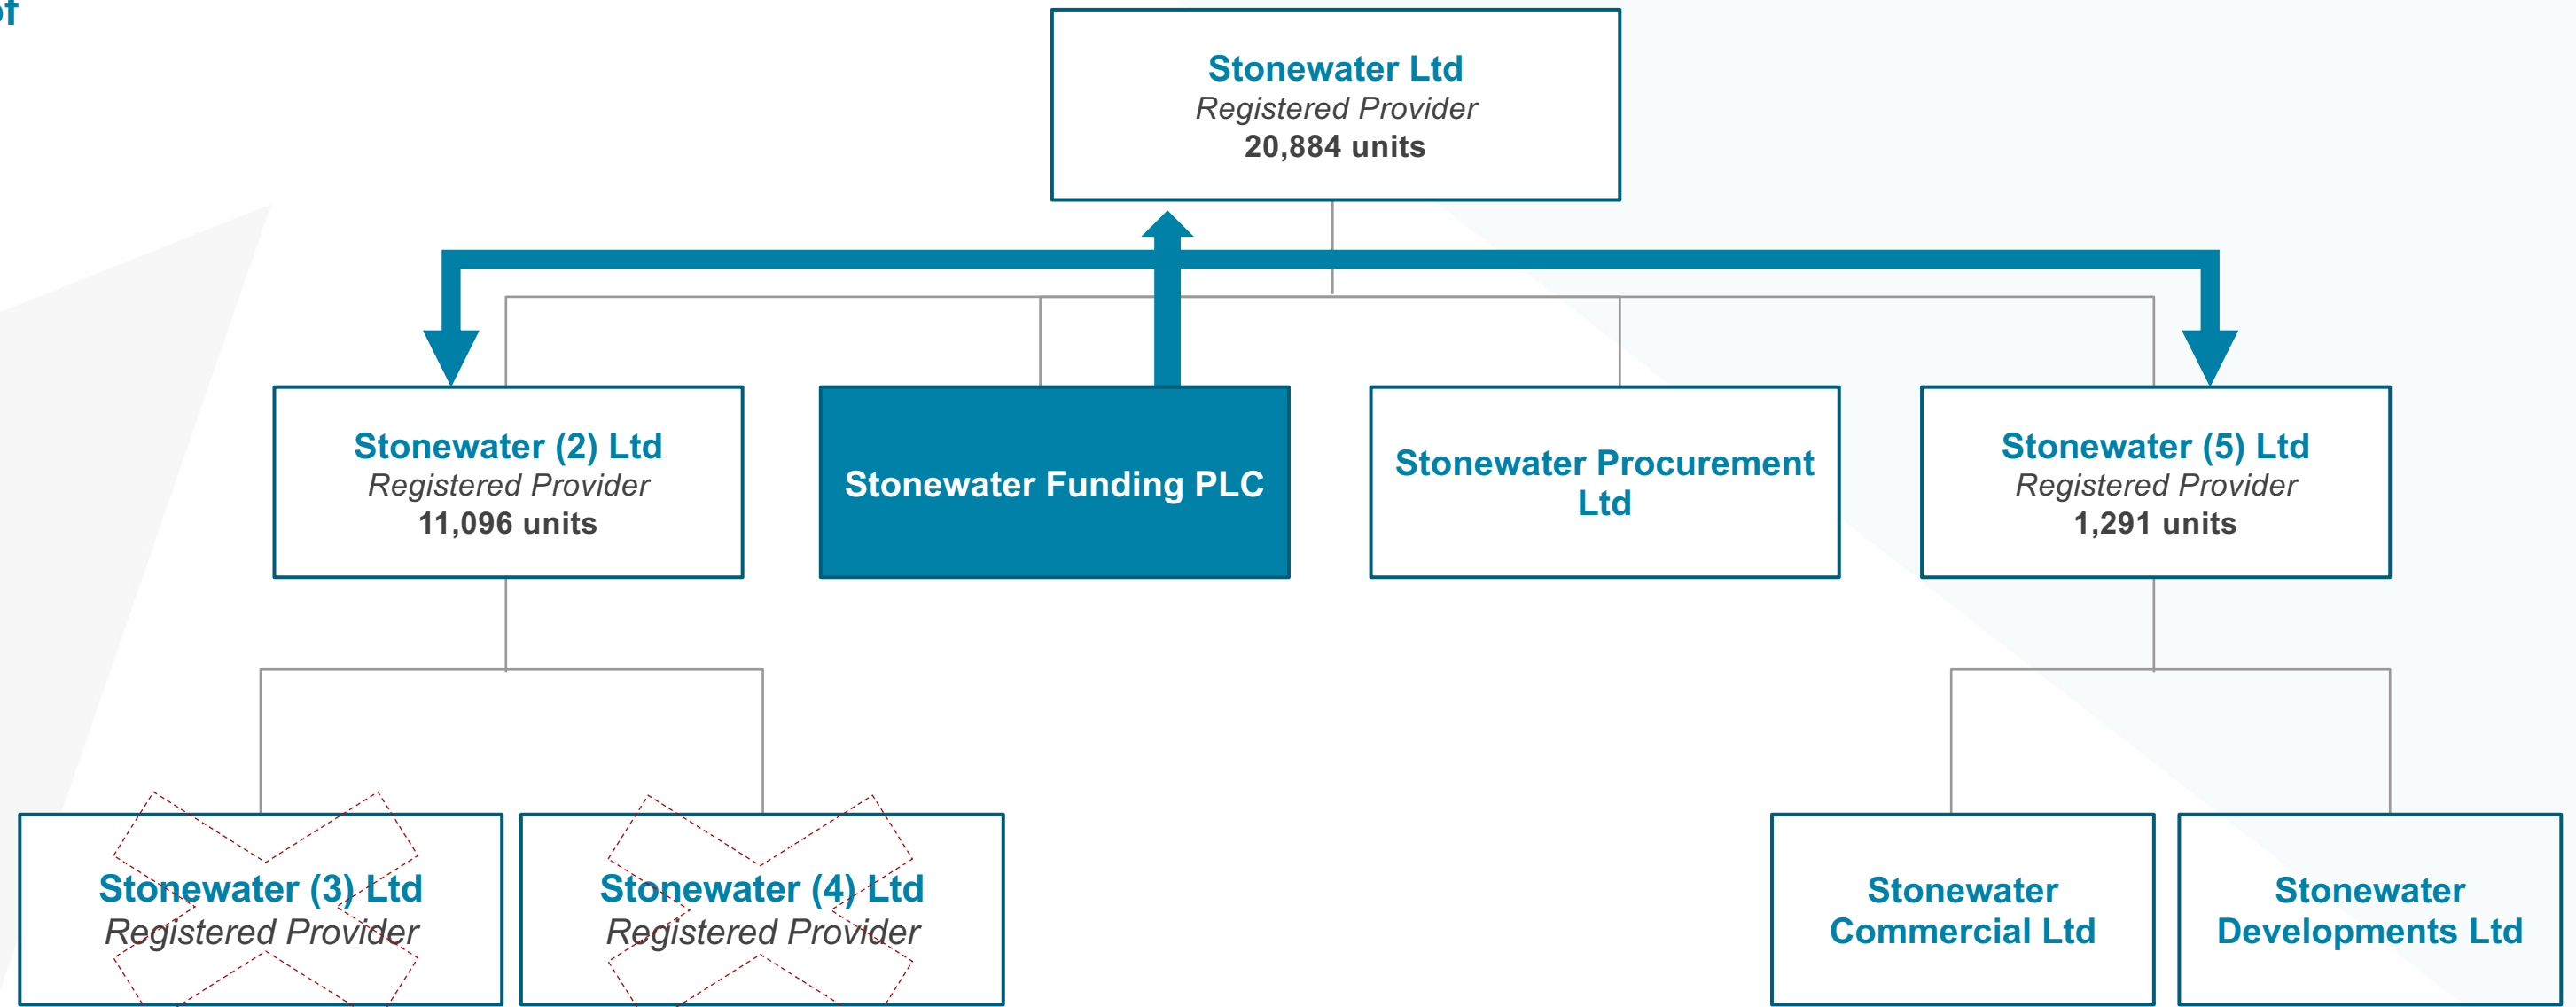 of
Stonewater Ltd
Registered Provider
20,884 units
Stonewater (2) Ltd
Registered Provider
11,096 units
Stonewater Funding PLC
Stonewater Procurement
Ltd
Stonewater (5) Ltd
Registered Provider
1,291 units
Stonewater (3) Ltd
Registered Provider
Stonewater (4) Ltd
Registered Provider
Stonewater
Commercial Ltd
Stonewater
Developments Ltd